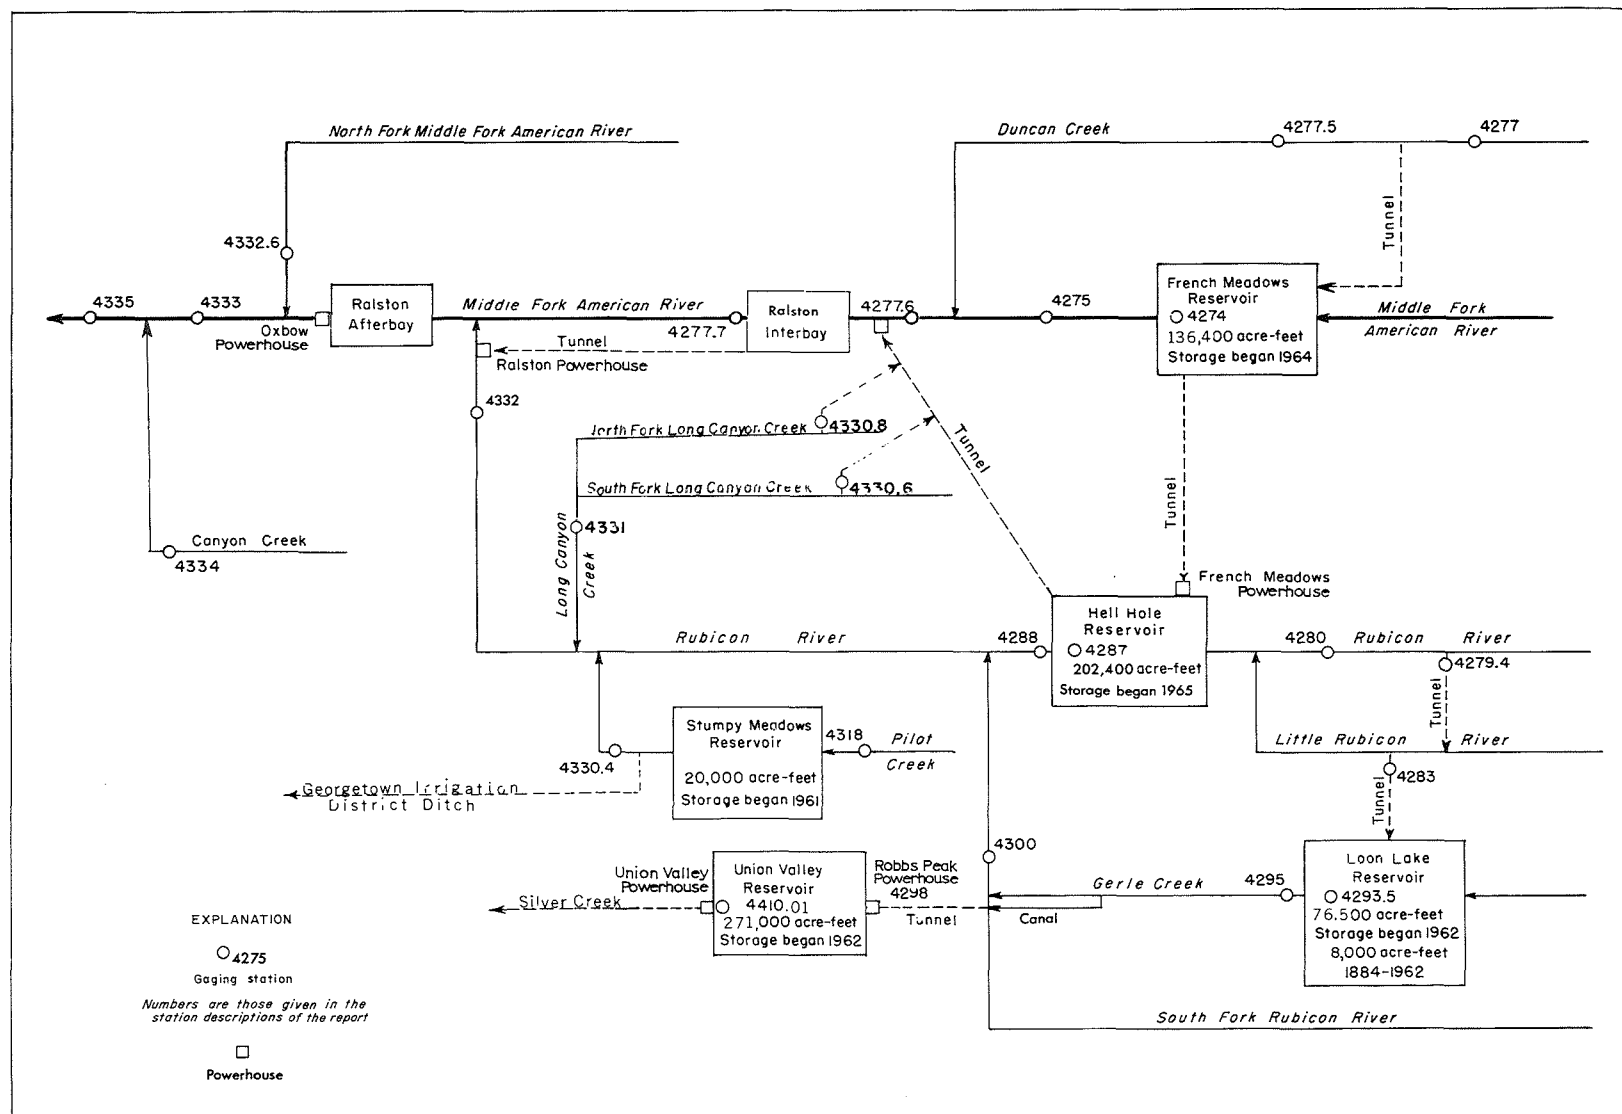 North Fork Middle Fork American River
Duncan Creek
4277.5
4277
Tunnel
4332.6
4335
4333
Oxbow
Powerhouse
Ralston
Afterbay
Middle Fork American River
4277.7
Ralston
Interbay
4277.6
4275
French Meadows
Reservoir
4274
136,400 acre-feet
Storage began 1964
Middle Fork
American River
Tunnel
Ralston Powerhouse
4332
North Fork Long Canyon Creek
4330.8
Tunnel
South Fork Long Canyon Creek
4330.6
Tunnel
4331
Long Canyon
Creek
Canyon Creek
4334
French Meadows
Powerhouse
Hell Hole
Reservoir
4287
202,400 acre-feet
Storage began 1965
Rubicon River
4288
4280
Rubicon River
4279.4
Tunnel
Little Rubicon River
4283
Tunnel
Stumpy Meadows
Reservoir
20,000 acre-feet
Storage began 1961
4318
Pilot
Creek
4330.4
Georgetown Irrigation
District Ditch
4300
Union Valley
Powerhouse
Silver Creek
Union Valley
Reservoir
4410.01
271,000 acre-feet
Storage began 1962
Robbs Peak
Powerhouse
4298
Tunnel
Canal
Gerle Creek
4295
Loon Lake
Reservoir
4293.5
76.500 acre-feet
Storage began 1962
8,000 acre-feet
1884-1962
South Fork Rubicon River
EXPLANATION
4275
Gaging station
Numbers are those given in the
station descriptions of the report
Powerhouse